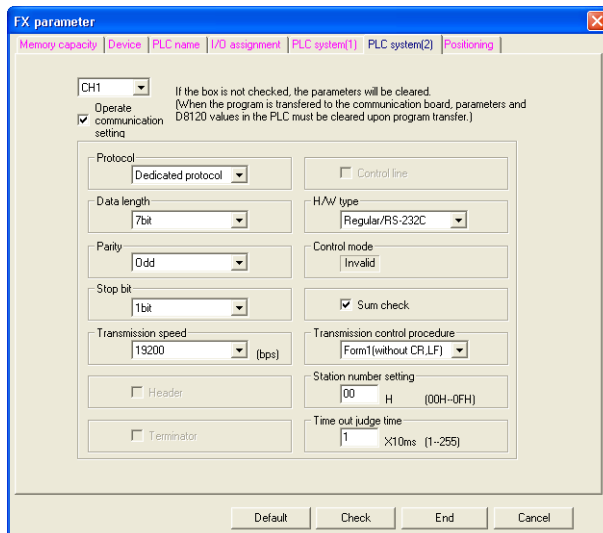 FX parameter
Memory capacity Device PLC name I/O assignment PLC system(1) PLC system(2) Positioning
CH1
If the box is not checked, the parameters will be cleared.
(When the program is transfered to the communication board, parameters and
D8120 values in the PLC must be cleared upon program transfer.)
Operate
communication
setting
Protocol
Dedicated protocol
Control line
Data length
7bit
H/W type
Regular/RS-232C
Parity
Odd
Control mode
Invalid
Stop bit
1bit
Sum check
Transmission speed
19200 (bps)
Transmission control procedure
Form1(without CR,LF)
Header
Station number setting
00 H (00H--0FH)
Terminator
Time out judge time
1 X10ms (1--255)
Default Check End Cancel